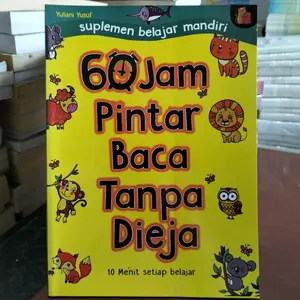 Yuliani Yusuf
suplemen belajar mandiri
60 Jam
Pintar
Baca
Tanpa
Dieja
10 Menit setiap belajar